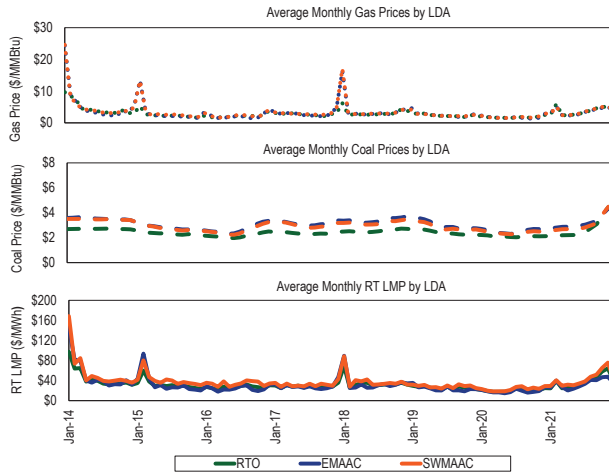 Average Monthly Gas Prices by LDA
Gas Price ($/MMBtu)
$30
$20
$10
$0
Average Monthly Coal Prices by LDA
Coal Price ($/MMBtu)
$8
$6
$4
$2
$0
Average Monthly RT LMP by LDA
RT LMP ($/MWh)
$200
$160
$120
$80
$40
$0
Jan-14
Jan-15
Jan-16
Jan-17
Jan-18
Jan-19
Jan-20
Jan-21
RTO EMAAC SWMAAC